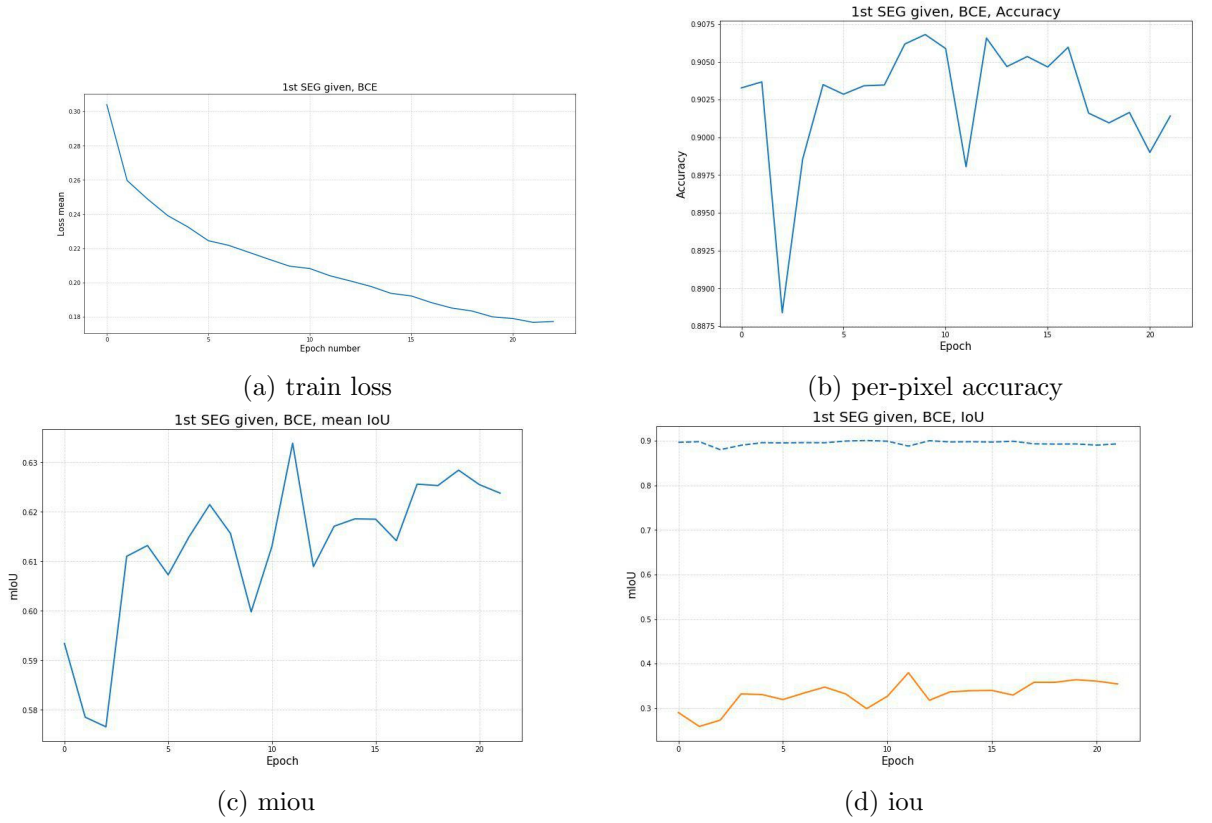 1st SEG given, BCE
0.30
0.28
0.26
0.24
0.22
0.20
0.18
Loss mean
0 5 10 15 20
Epoch number
(a) train loss
1st SEG given, BCE, Accuracy
0.9075
0.9050
0.9025
0.9000
0.8975
0.8950
0.8925
0.8900
0.8875
Accuracy
0 5 10 15 20
Epoch
(b) per-pixel accuracy
1st SEG given, BCE, mean IoU
0.63
0.62
0.61
0.60
0.59
0.58
mIoU
0 5 10 15 20
Epoch
(c) miou
1st SEG given, BCE, IoU
0.9
0.8
0.7
0.6
0.5
0.4
0.3
mIoU
0 5 10 15 20
Epoch
(d) iou